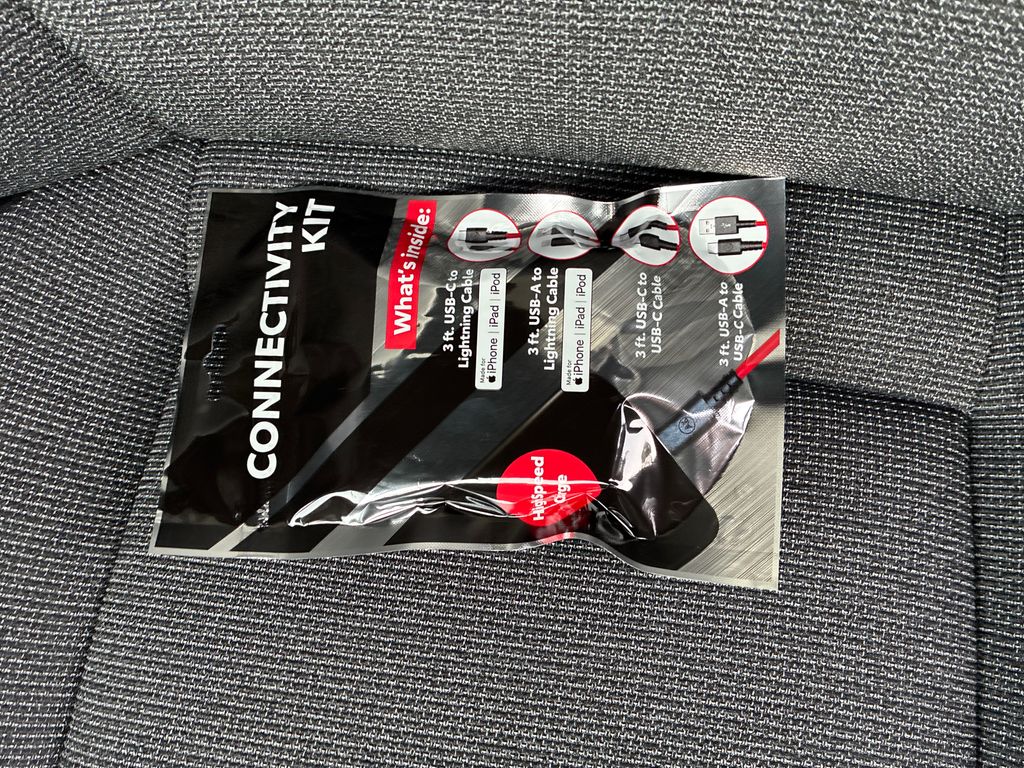 CONNECTIVITY
KIT
What's inside:
3 ft. USB-C to
Lightning Cable
Made for
iPhone | iPad | iPod
3 ft. USB-A to
Lightning Cable
Made for
iPhone | iPad | iPod
3 ft. USB-C to
USB-C Cable
3 ft. USB-A to
USB-C Cable
Speed